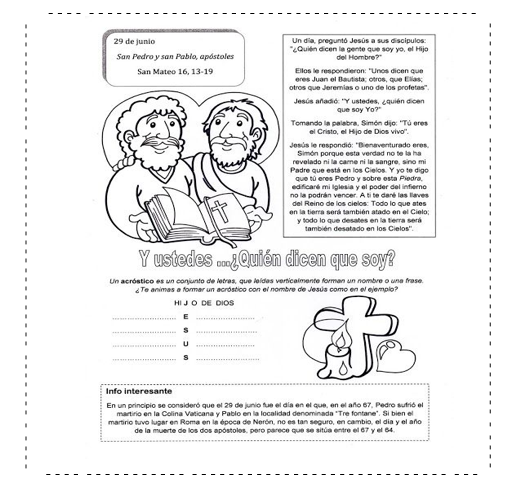 29 de junio
San Pedro y san Pablo, apóstoles
San Mateo 16, 13-19
Un día, preguntó Jesús a sus discípulos:
"¿Quién dicen la gente que soy yo, el Hijo
del Hombre?"
Ellos le respondieron: "Unos dicen que
eres Juan el Bautista; otros, que Elías;
otros que Jeremías o uno de los profetas".
Jesús añadió: "Y ustedes, ¿quién dicen
que soy Yo?"
Tomando la palabra, Simón dijo: "Tú eres
el Cristo, el Hijo de Dios vivo".
Jesús le respondió: "Bienaventurado eres,
Simón porque esta verdad no te la ha
revelado ni la carne ni la sangre, sino mi
Padre que está en los Cielos. Y yo te digo
que tú eres Pedro y sobre esta Piedra,
edificaré mi Iglesia y el poder del infierno
no la podrán vencer. A ti te daré las llaves
del Reino de los cielos: Todo lo que ates
en la tierra será también atado en el Cielo;
y todo lo que desates en la tierra será
también desatado en los Cielos".
Y ustedes ...¿Quién dicen que soy?
Un acróstico es un conjunto de letras, que leídas verticalmente forman un nombre o una frase.
¿Te animas a formar un acróstico con el nombre de Jesús como en el ejemplo?
HI J O DE DIOS
.................... E ....................
.................... S ....................
.................... U ....................
.................... S ....................
Info interesante
En un principio se consideró que el 29 de junio fue el día en el que, en el año 67, Pedro sufrió el
martirio en la Colina Vaticana y Pablo en la localidad denominada "Tre fontane". Si bien el
martirio tuvo lugar en Roma en la época de Nerón, no es tan seguro, en cambio, el día y el año
de la muerte de los dos apóstoles, pero parece que se sitúa entre el 67 y el 64.